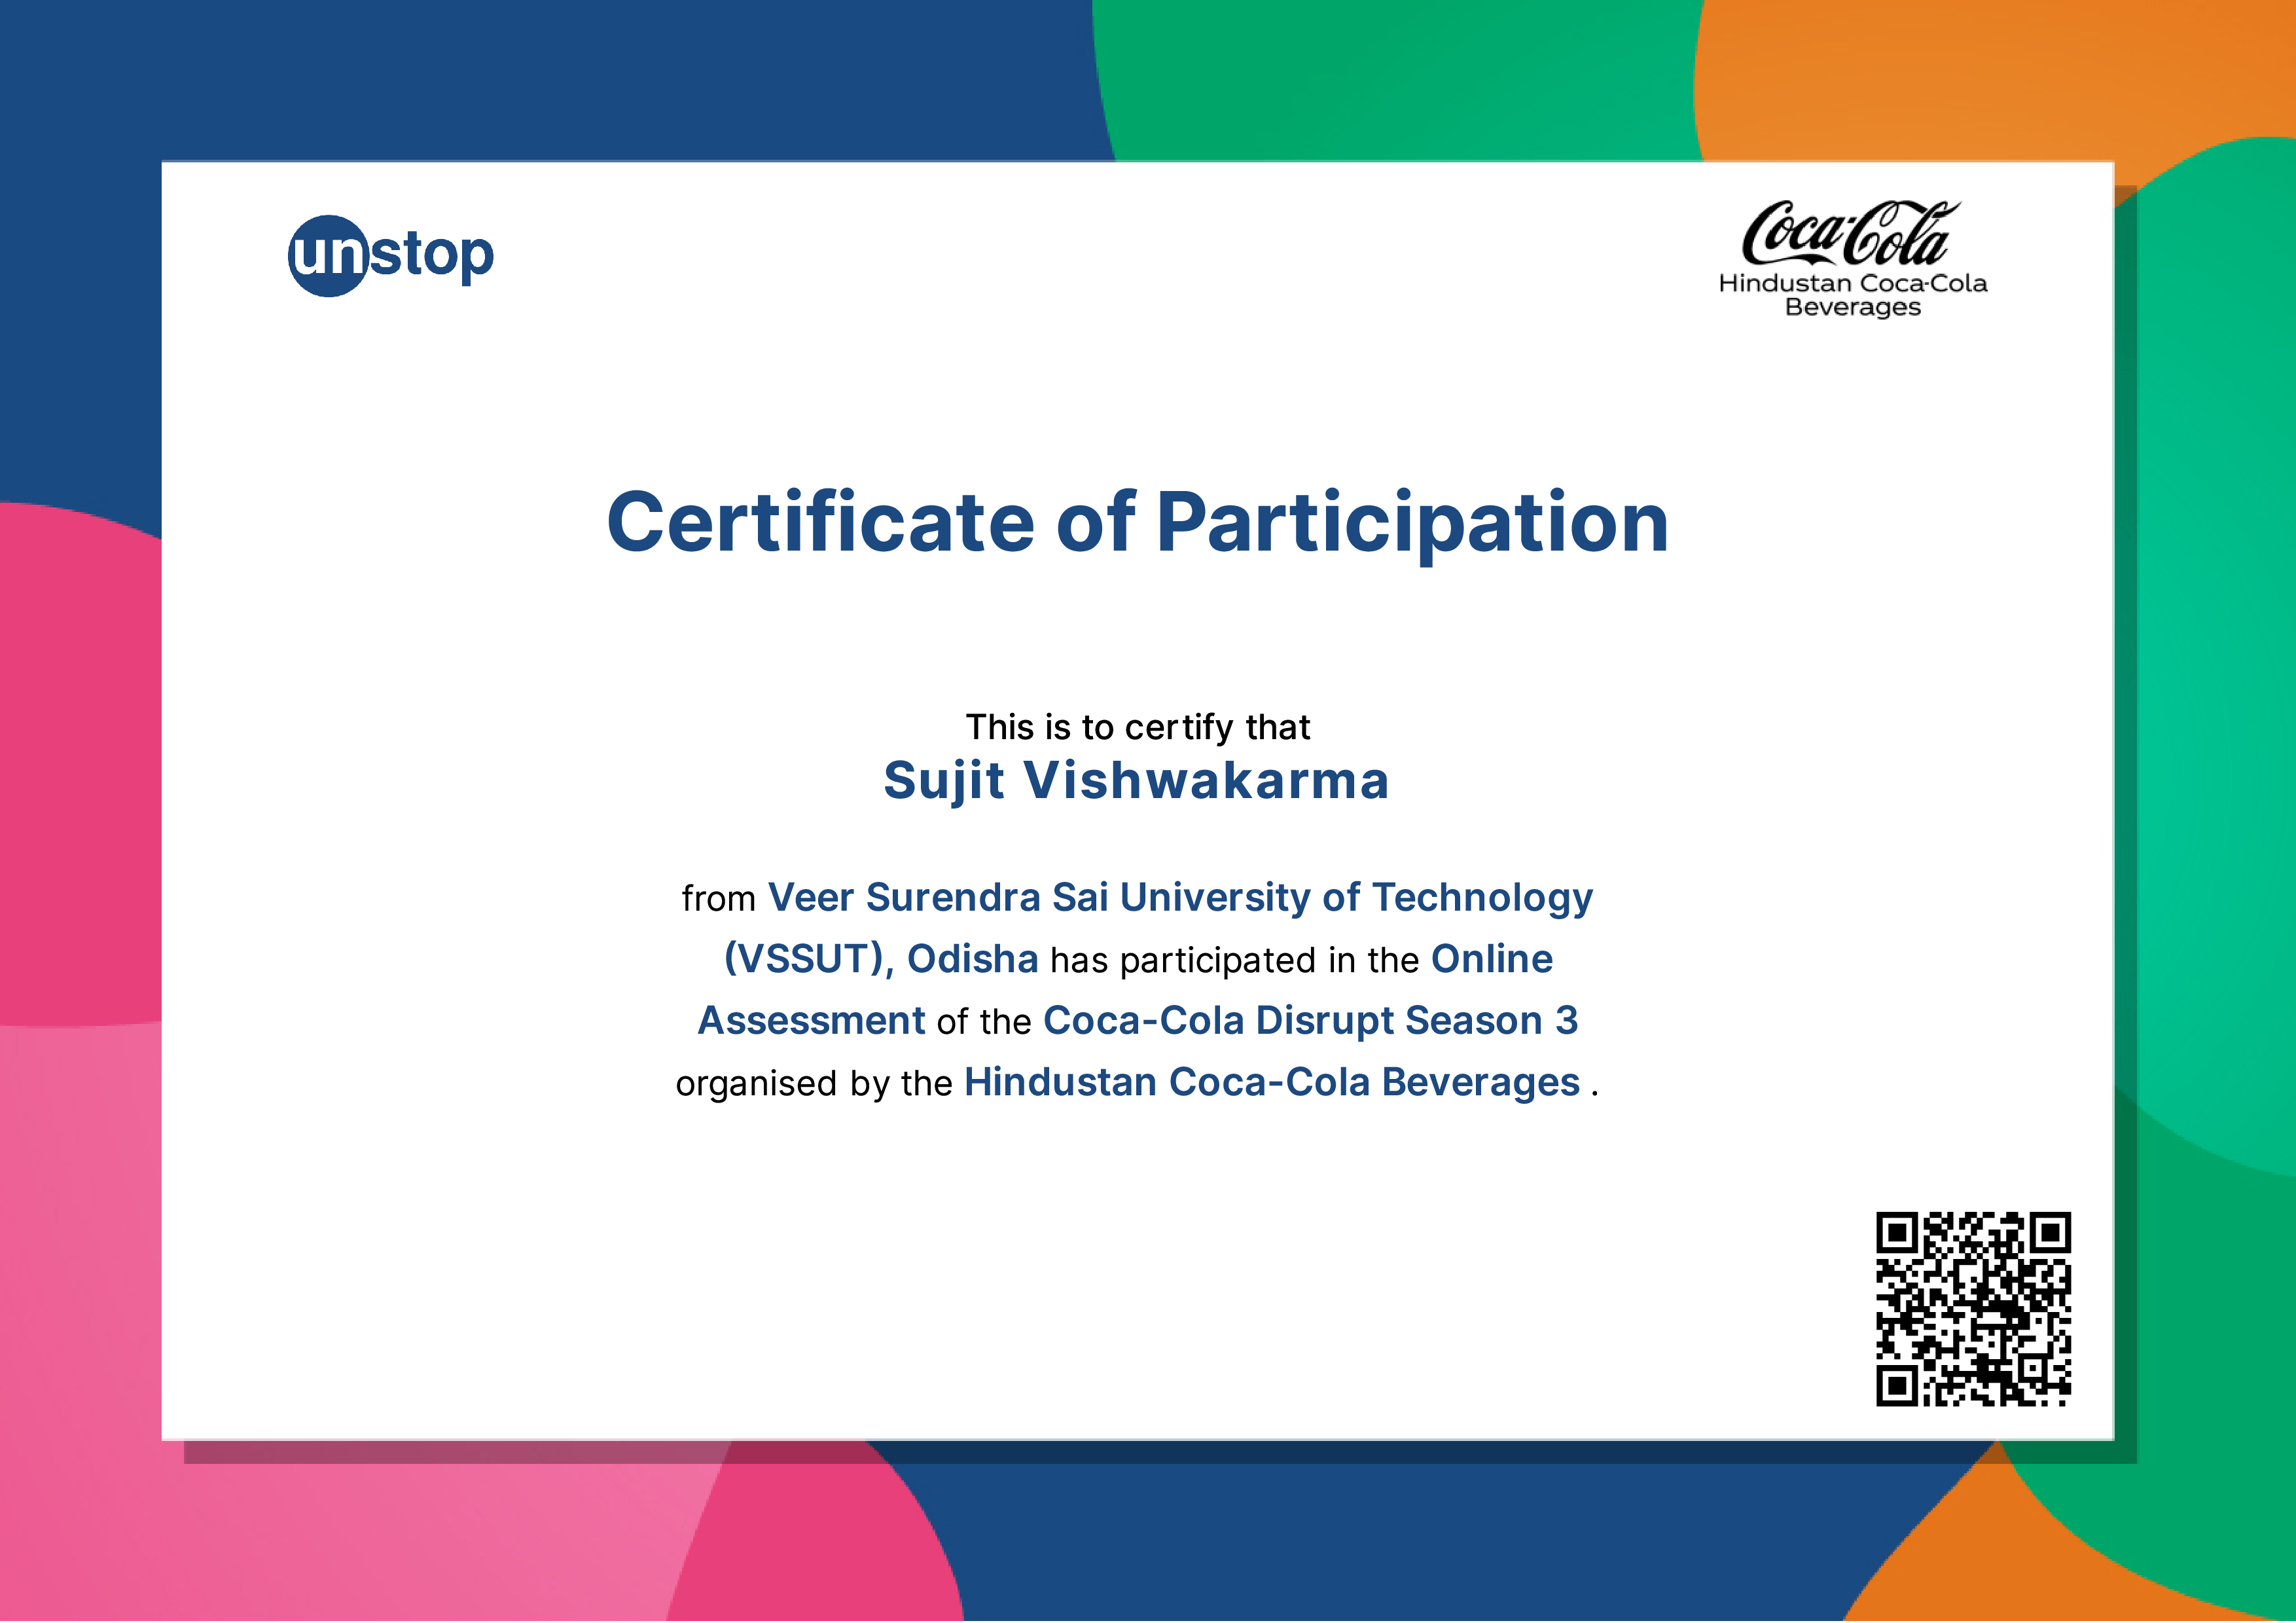 unstop
Coca-Cola
Hindustan Coca-Cola
Beverages
Certificate of Participation
This is to certify that
Sujit Vishwakarma
from Veer Surendra Sai University of Technology
(VSSUT), Odisha has participated in the Online
Assessment of the Coca-Cola Disrupt Season 3
organised by the Hindustan Coca-Cola Beverages .